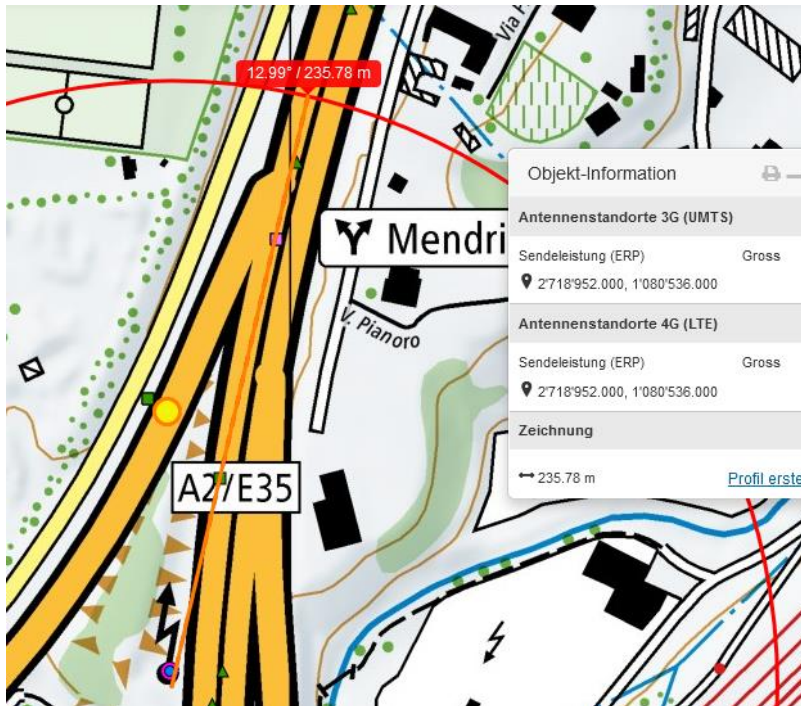 12.99° / 235.78 m
Via
Mendri
V. Pianoro
A2/E35
Objekt-Information
Antennenstandorte 3G (UMTS)
Sendeleistung (ERP) Gross
2'718'952.000, 1'080'536.000
Antennenstandorte 4G (LTE)
Sendeleistung (ERP) Gross
2'718'952.000, 1'080'536.000
Zeichnung
235.78 m Profil erste